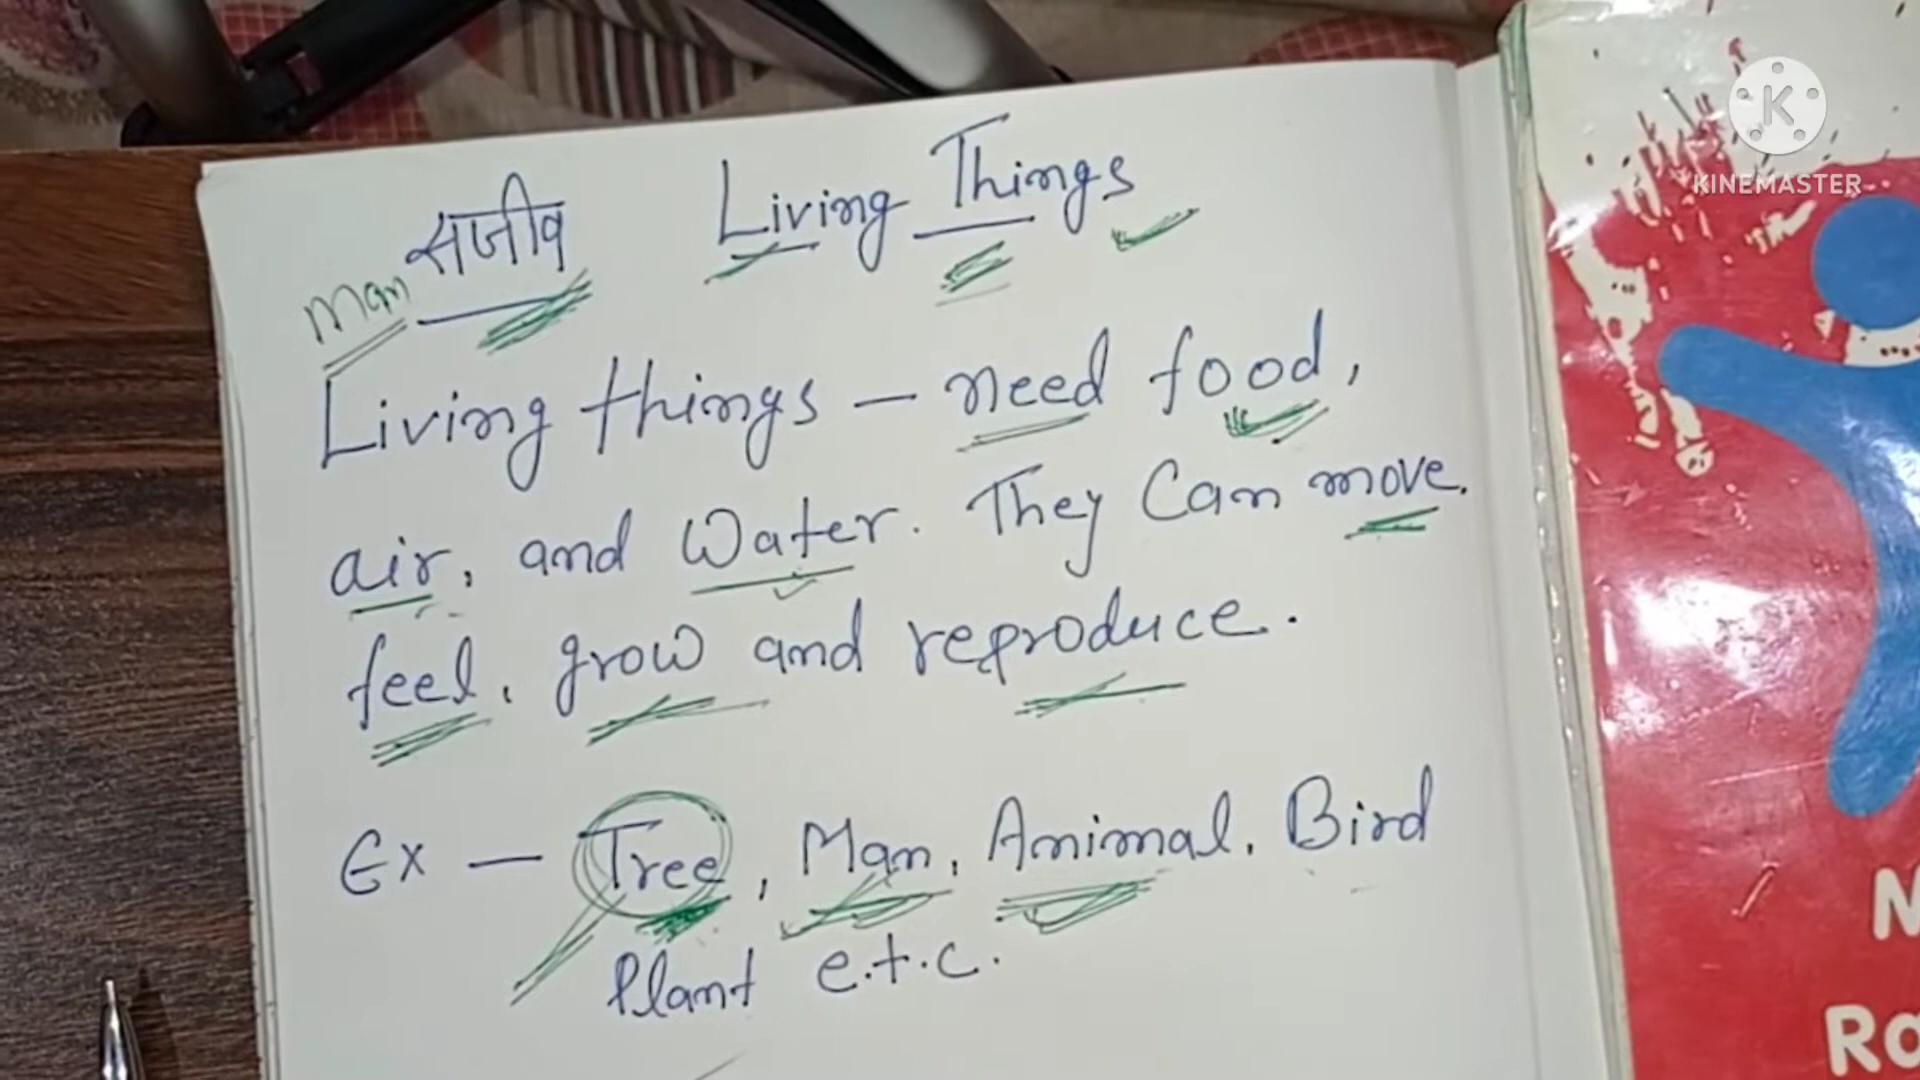 सजीव Living Things
Man
Living things – need food,
air, and Water. They Can move.
feel, grow and reproduce.
Ex – Tree, Man, Animal, Bird
Plant e.t.c.
KINEMASTER